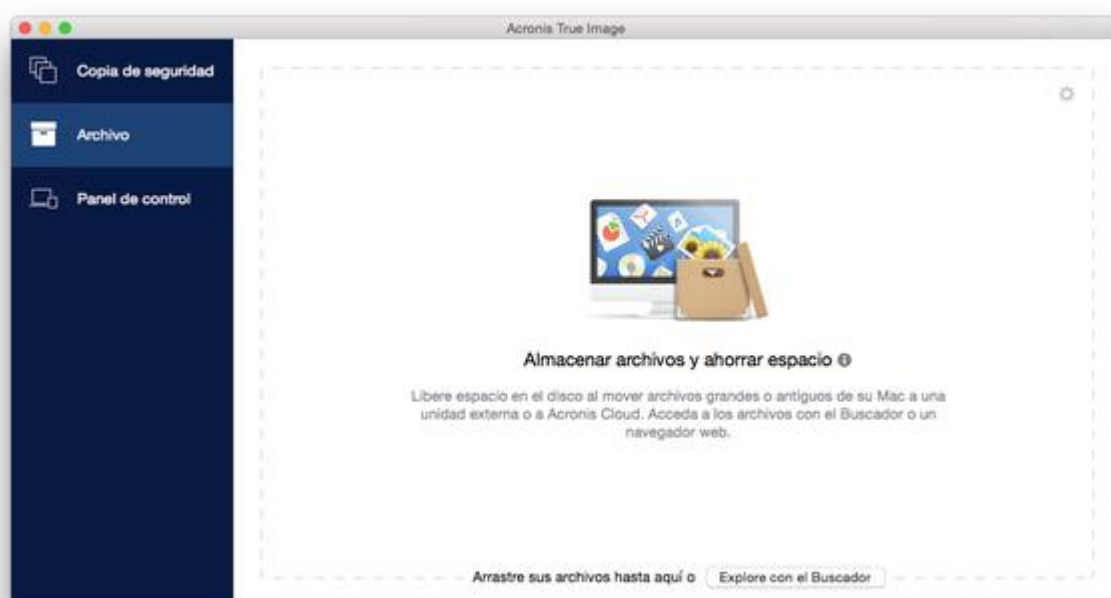 Acronis True Image
Copia de seguridad
Archivo
Panel de control
Almacenar archivos y ahorrar espacio
Libere espacio en el disco al mover archivos grandes o antiguos de su Mac a una
unidad externa o a Acronis Cloud. Acceda a los archivos con el Buscador o un
navegador web.
Arrastre sus archivos hasta aquí o
Explore con el Buscador